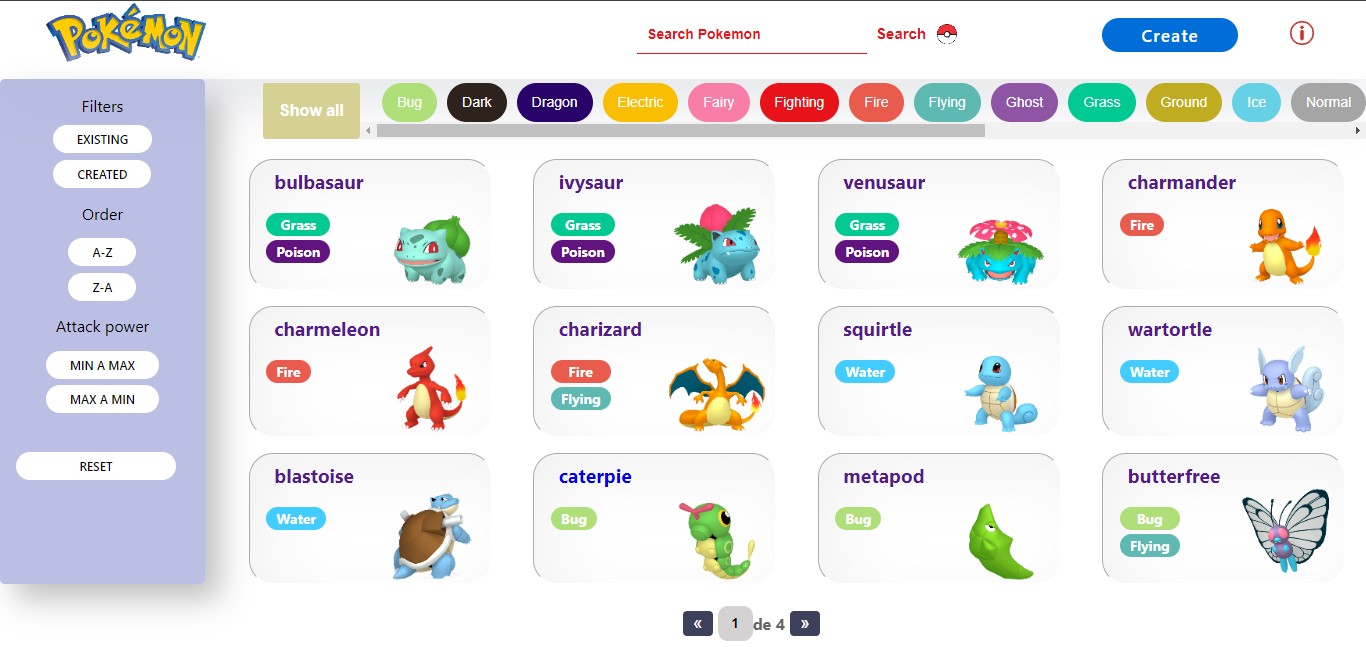 POKéMON
Search Pokemon
Search
Create
Filters
EXISTING
CREATED
Order
A-Z
Z-A
Attack power
MIN A MAX
MAX A MIN
RESET
Show all
Bug
Dark
Dragon
Electric
Fairy
Fighting
Fire
Flying
Ghost
Grass
Ground
Ice
Normal
bulbasaur
Grass
Poison
ivysaur
Grass
Poison
venusaur
Grass
Poison
charmander
Fire
charmeleon
Fire
charizard
Fire
Flying
squirtle
Water
wartortle
Water
blastoise
Water
caterpie
Bug
metapod
Bug
butterfree
Bug
Flying
« 1 de 4 »